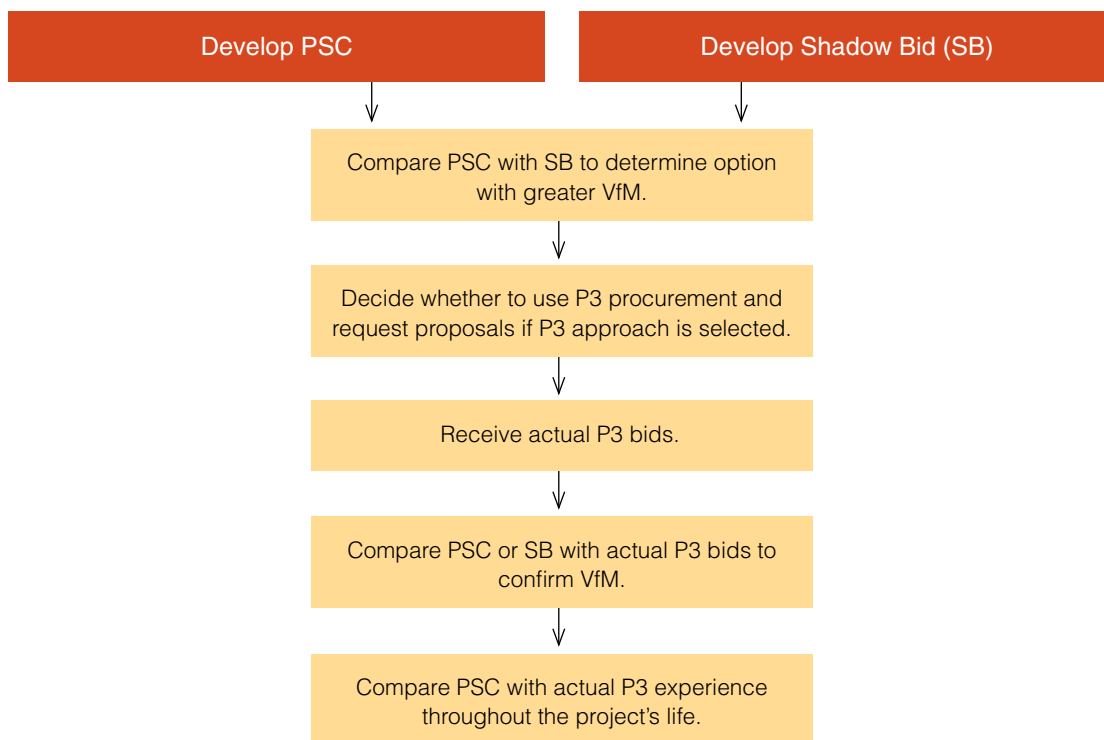 Develop PSC
Develop Shadow Bid (SB)
Compare PSC with SB to determine option
with greater VfM.
Decide whether to use P3 procurement and
request proposals if P3 approach is selected.
Receive actual P3 bids.
Compare PSC or SB with actual P3 bids to
confirm VfM.
Compare PSC with actual P3 experience
throughout the project’s life.